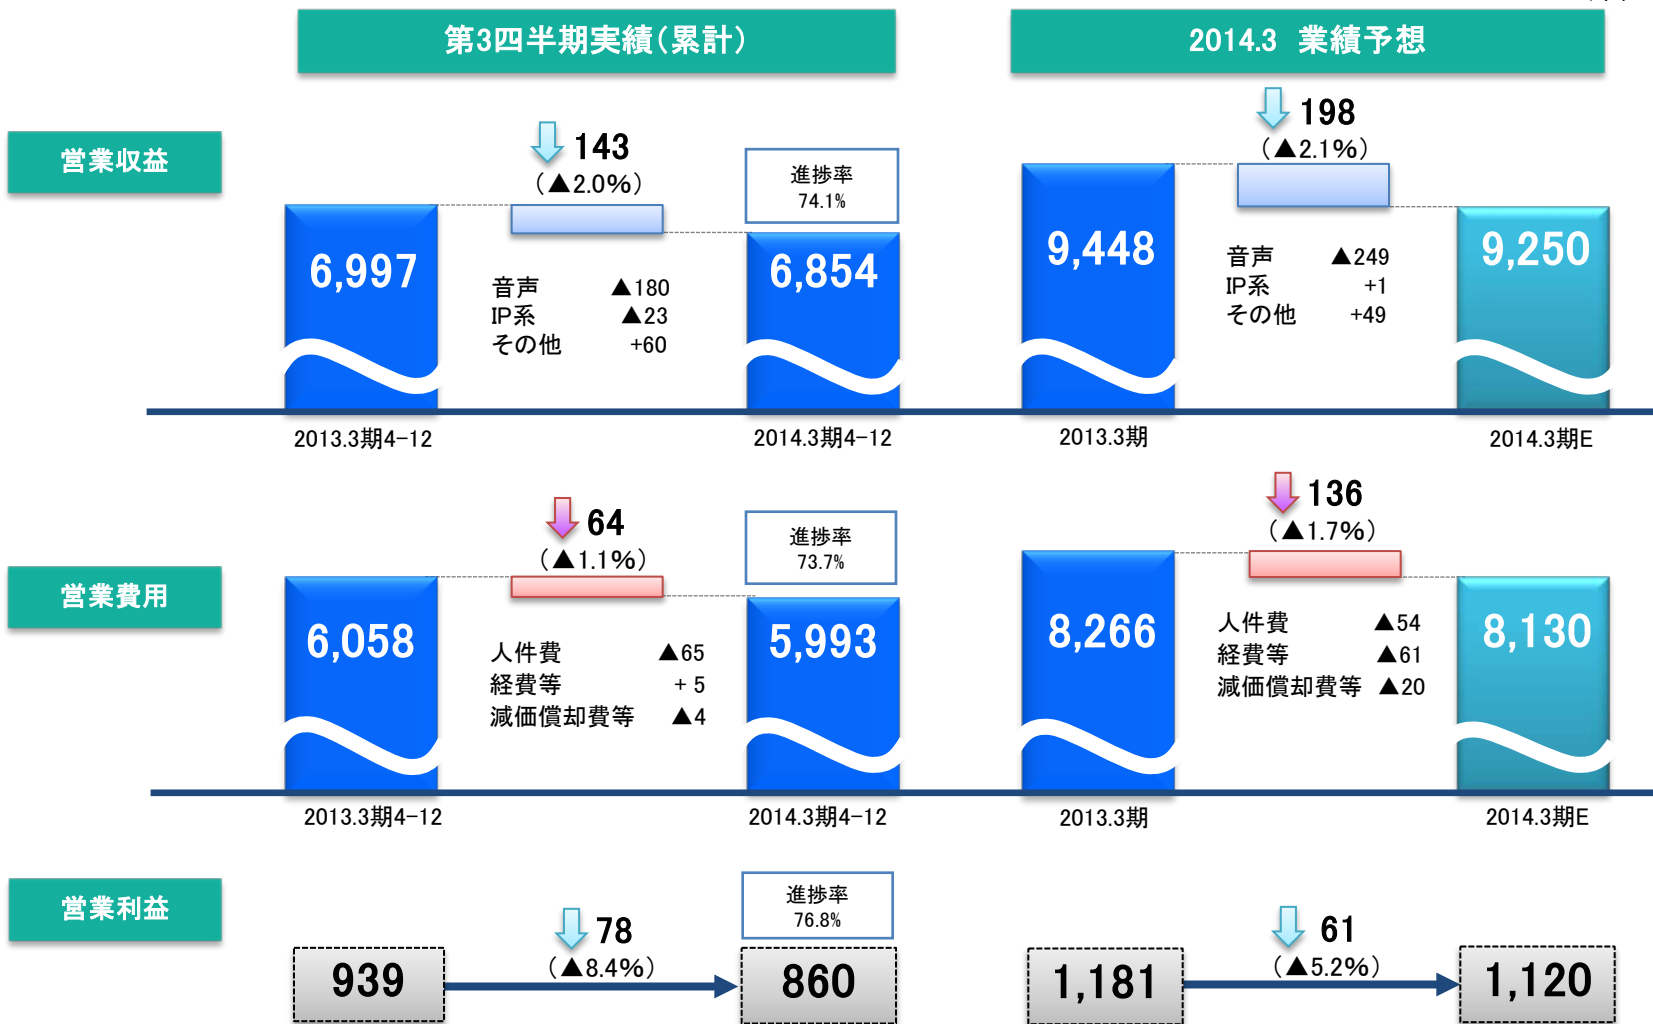 第3四半期実績(累計)
2014.3 業績予想
営業収益
143
(▲2.0%)
進捗率
74.1%
6,997
6,854
音声 ▲180
IP系 ▲23
その他 +60
2013.3期4-12
2014.3期4-12
198
(▲2.1%)
9,448
9,250
音声 ▲249
IP系 +1
その他 +49
2013.3期
2014.3期E
営業費用
64
(▲1.1%)
進捗率
73.7%
6,058
5,993
人件費 ▲65
経費等 + 5
減価償却費等 ▲4
2013.3期4-12
2014.3期4-12
136
(▲1.7%)
8,266
8,130
人件費 ▲54
経費等 ▲61
減価償却費等 ▲20
2013.3期
2014.3期E
営業利益
進捗率
76.8%
78
(▲8.4%)
939
860
61
(▲5.2%)
1,181
1,120